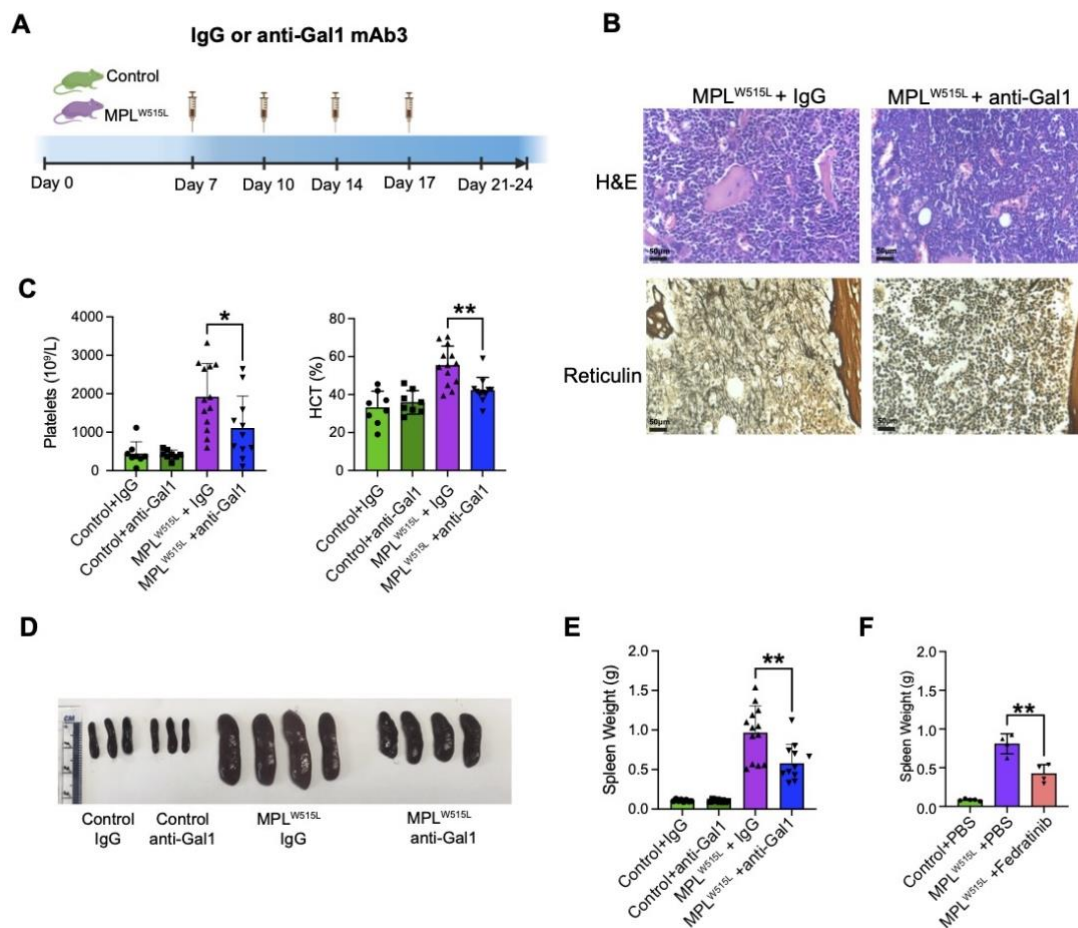 A
IgG or anti-Gal1 mAb3
Control
MPLW515L
Day 0
Day 7
Day 10
Day 14
Day 17
Day 21-24
B
MPLW515L + IgG
MPLW515L + anti-Gal1
H&E
50μm
50μm
Reticulin
50μm
50μm
C
Platelets (10⁹/L)
4000
3000
2000
1000
0
*
Control+IgG
Control+anti-Gal1
MPLW515L + IgG
MPLW515L +anti-Gal1
HCT (%)
80
60
40
20
0
**
Control+IgG
Control+anti-Gal1
MPLW515L + IgG
MPLW515L +anti-Gal1
D
CM
Control
IgG
Control
anti-Gal1
MPLW515L
IgG
MPLW515L
anti-Gal1
E
Spleen Weight (g)
2.0
1.5
1.0
0.5
0.0
**
Control+IgG
Control+anti-Gal1
MPLW515L + IgG
MPLW515L +anti-Gal1
F
Spleen Weight (g)
2.0
1.5
1.0
0.5
0.0
**
Control+PBS
MPLW515L +PBS
MPLW515L +Fedratinib